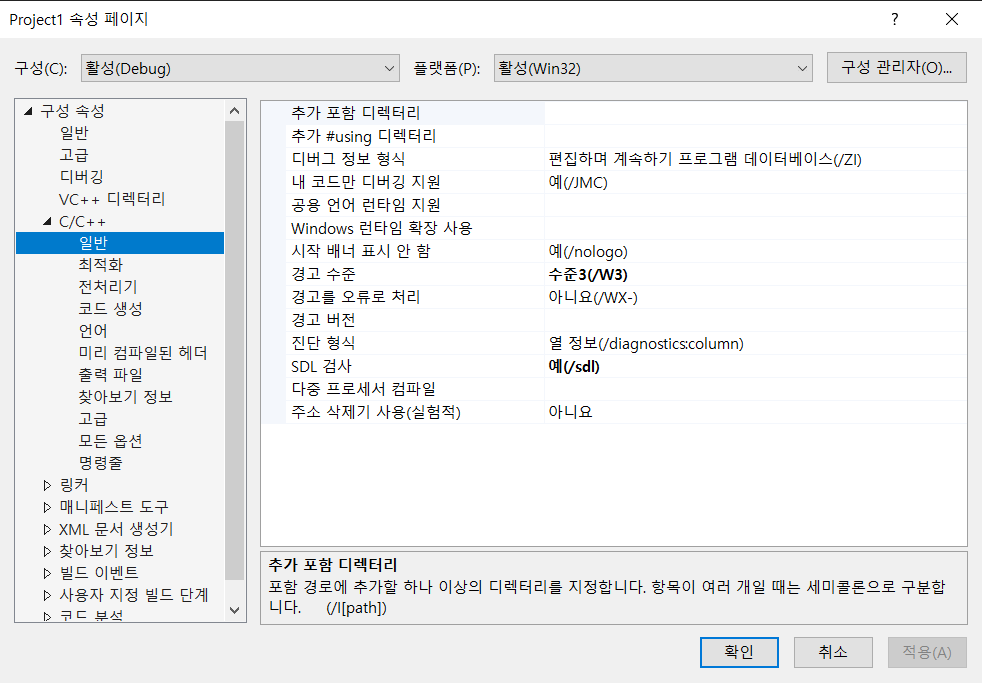 Project1 속성 페이지
?
구성(C): 활성(Debug) 플랫폼(P): 활성(Win32) 구성 관리자(O)...
구성 속성
일반
고급
디버깅
VC++ 디렉터리
C/C++
일반
최적화
전처리기
코드 생성
언어
미리 컴파일된 헤더
출력 파일
찾아보기 정보
고급
모든 옵션
명령줄
링커
매니페스트 도구
XML 문서 생성기
찾아보기 정보
빌드 이벤트
사용자 지정 빌드 단계
코드 분석
추가 포함 디렉터리
추가 #using 디렉터리
디버그 정보 형식 편집하며 계속하기 프로그램 데이터베이스(/ZI)
내 코드만 디버깅 지원 예(/JMC)
공용 언어 런타임 지원
Windows 런타임 확장 사용
시작 배너 표시 안 함 예(/nologo)
경고 수준 수준3(/W3)
경고를 오류로 처리 아니요(/WX-)
경고 버전
진단 형식 열 정보(/diagnostics:column)
SDL 검사 예(/sdl)
다중 프로세서 컴파일
주소 삭제기 사용(실험적) 아니요
추가 포함 디렉터리
포함 경로에 추가할 하나 이상의 디렉터리를 지정합니다. 항목이 여러 개일 때는 세미콜론으로 구분합
니다. (/I[path])
확인 취소 적용(A)